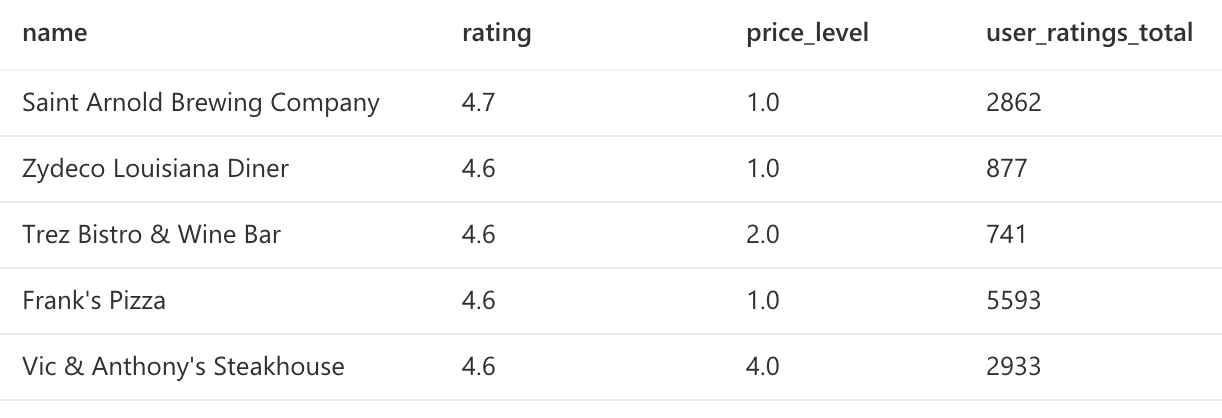 name rating price_level user_ratings_total
Saint Arnold Brewing Company 4.7 1.0 2862
Zydeco Louisiana Diner 4.6 1.0 877
Trez Bistro & Wine Bar 4.6 2.0 741
Frank's Pizza 4.6 1.0 5593
Vic & Anthony's Steakhouse 4.6 4.0 2933